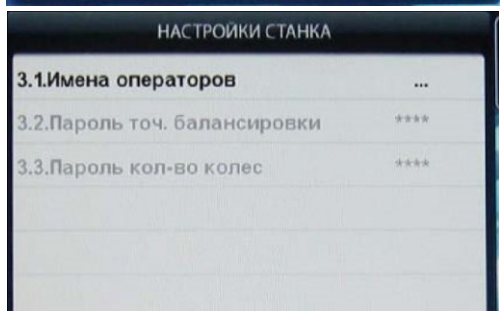 НАСТРОЙКИ СТАНКА
3.1.Имена операторов ...
3.2.Пароль точ. балансировки ****
3.3.Пароль кол-во колес ****